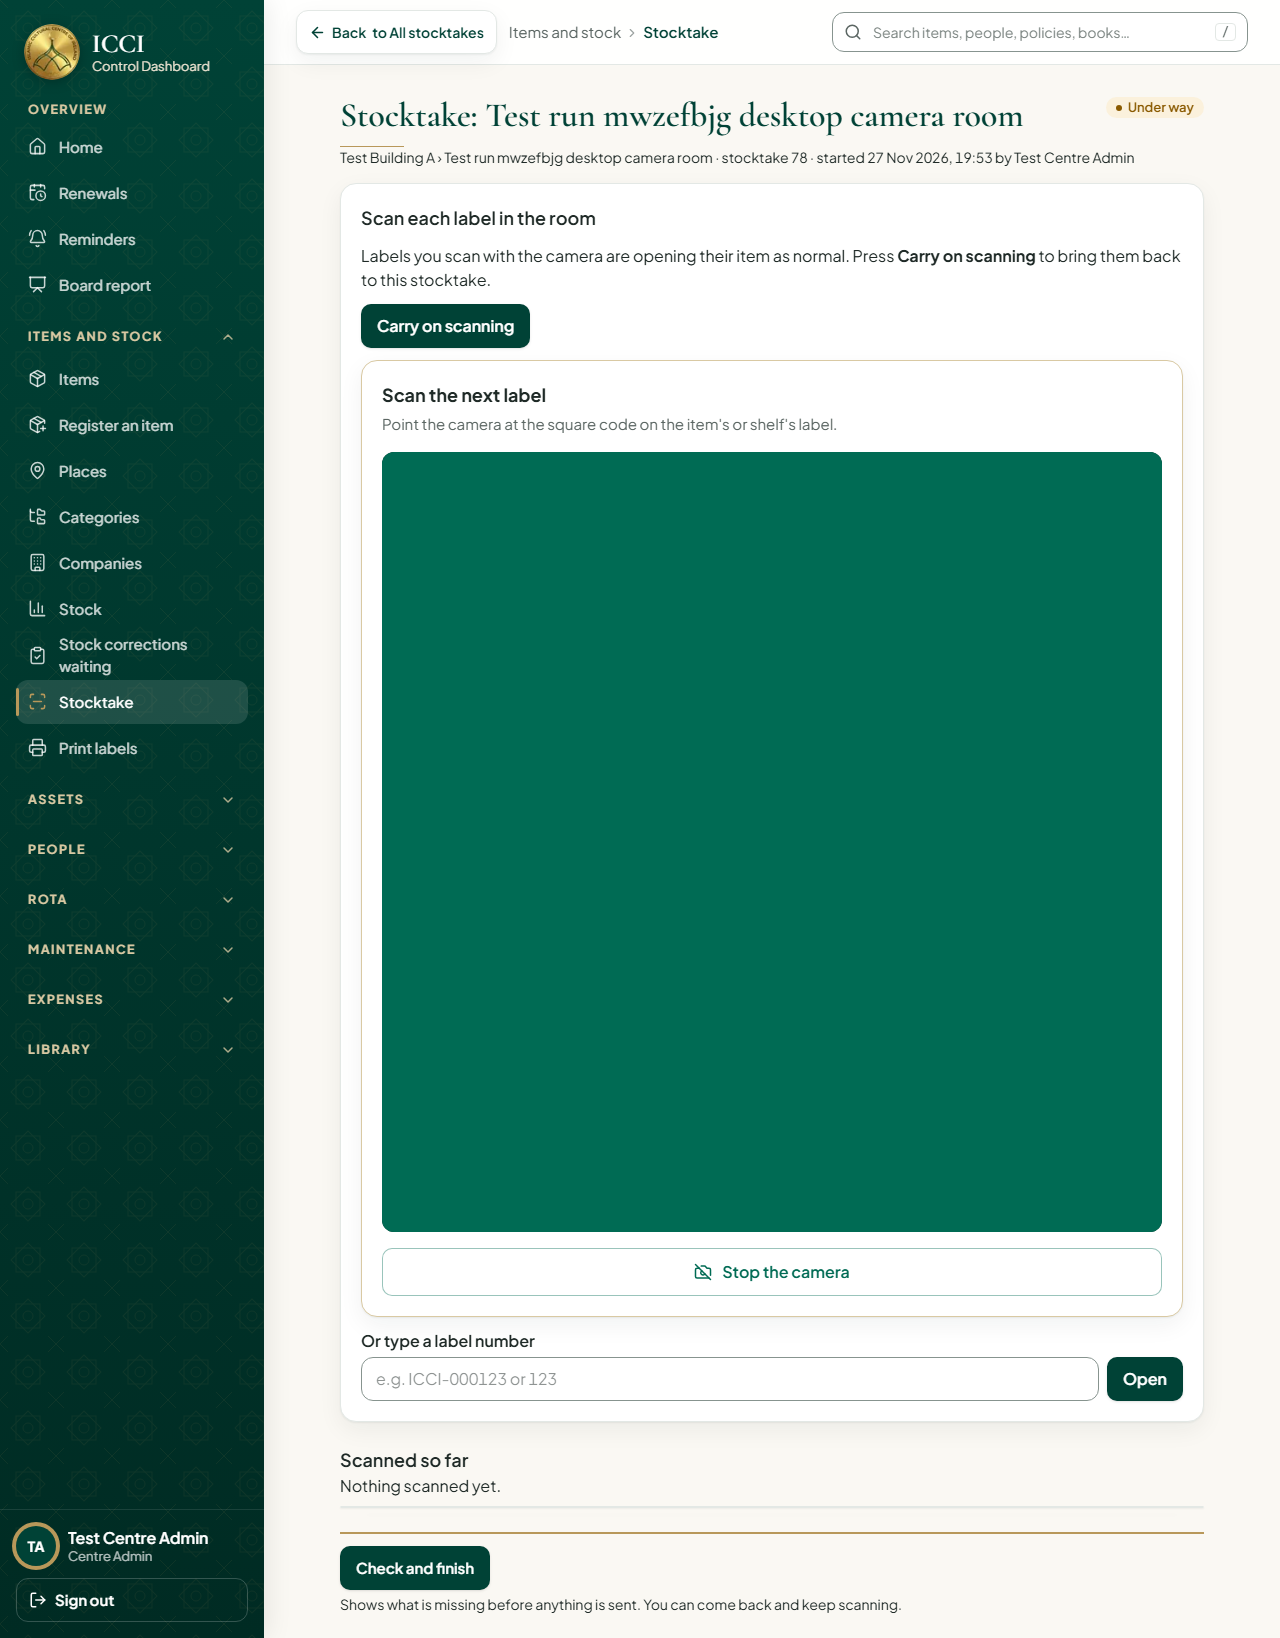 ICCI
Control Dashboard
OVERVIEW
Home
Renewals
Reminders
Board report
ITEMS AND STOCK
Items
Register an item
Places
Categories
Companies
Stock
Stock corrections
waiting
Stocktake
Print labels
ASSETS
PEOPLE
ROTA
MAINTENANCE
EXPENSES
LIBRARY
TA
Test Centre Admin
Centre Admin
Sign out
Back to All stocktakes
Items and stock › Stocktake
Search items, people, policies, books… /
Stocktake: Test run mwzefbjg desktop camera room
Under way
Test Building A › Test run mwzefbjg desktop camera room · stocktake 78 · started 27 Nov 2026, 19:53 by Test Centre Admin
Scan each label in the room
Labels you scan with the camera are opening their item as normal. Press Carry on scanning to bring them back
to this stocktake.
Carry on scanning
Scan the next label
Point the camera at the square code on the item's or shelf's label.
Stop the camera
Or type a label number
e.g. ICCI-000123 or 123
Open
Scanned so far
Nothing scanned yet.
Check and finish
Shows what is missing before anything is sent. You can come back and keep scanning.